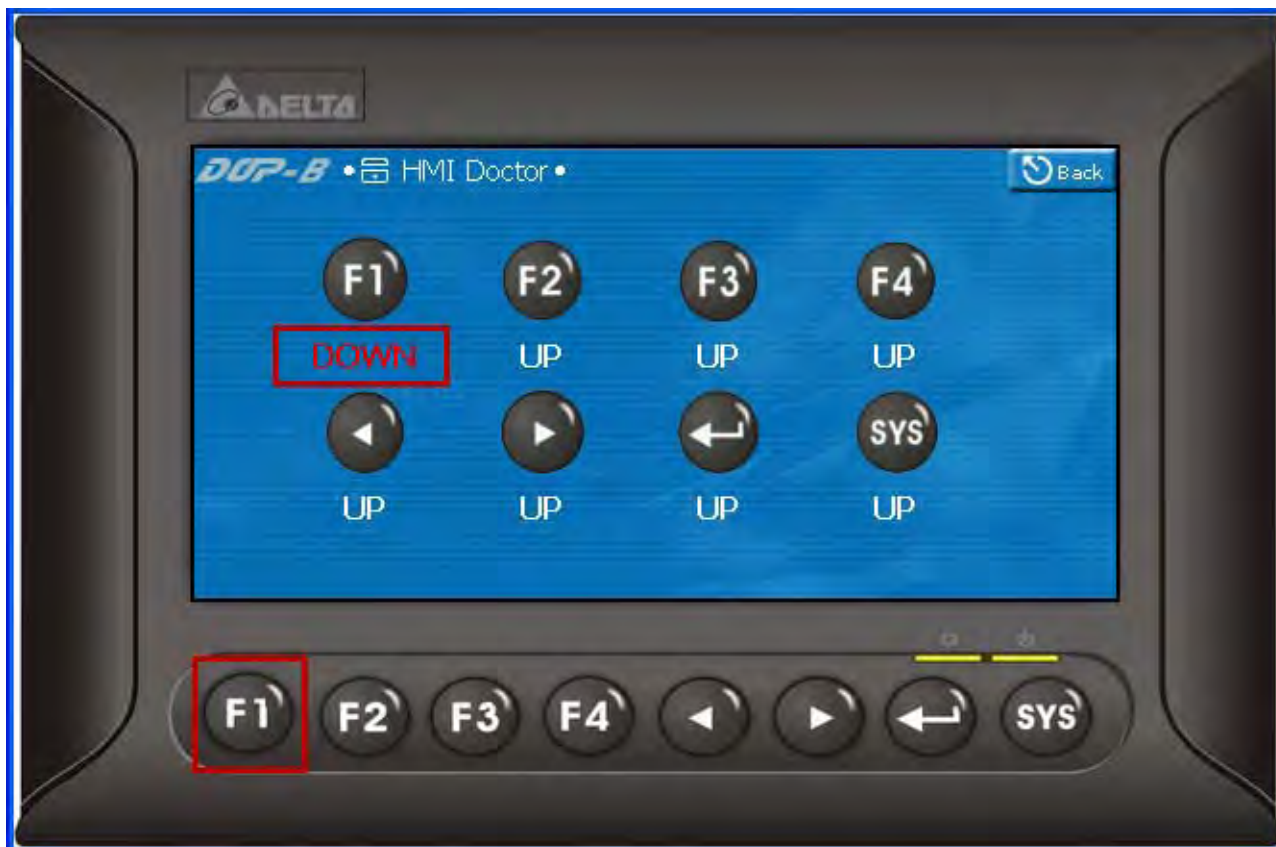 DELTA
DOP-B • HMI Doctor •
Back
F1 F2 F3 F4
DOWN UP UP UP
SYS
UP UP UP UP
F1 F2 F3 F4 SYS